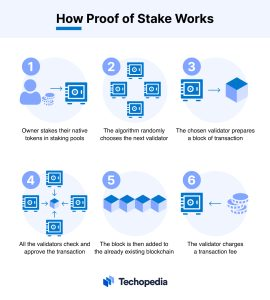 How Proof of Stake Works
1
2
3
Owner stakes their native
tokens in staking pools
The algorithm randomly
chooses the next validator
The chosen validator prepares
a block of transaction
4
5
6
All the validators check and
approve the transaction
The block is then added to
the already existing blockchain
The validator charges
a transaction fee
Techopedia